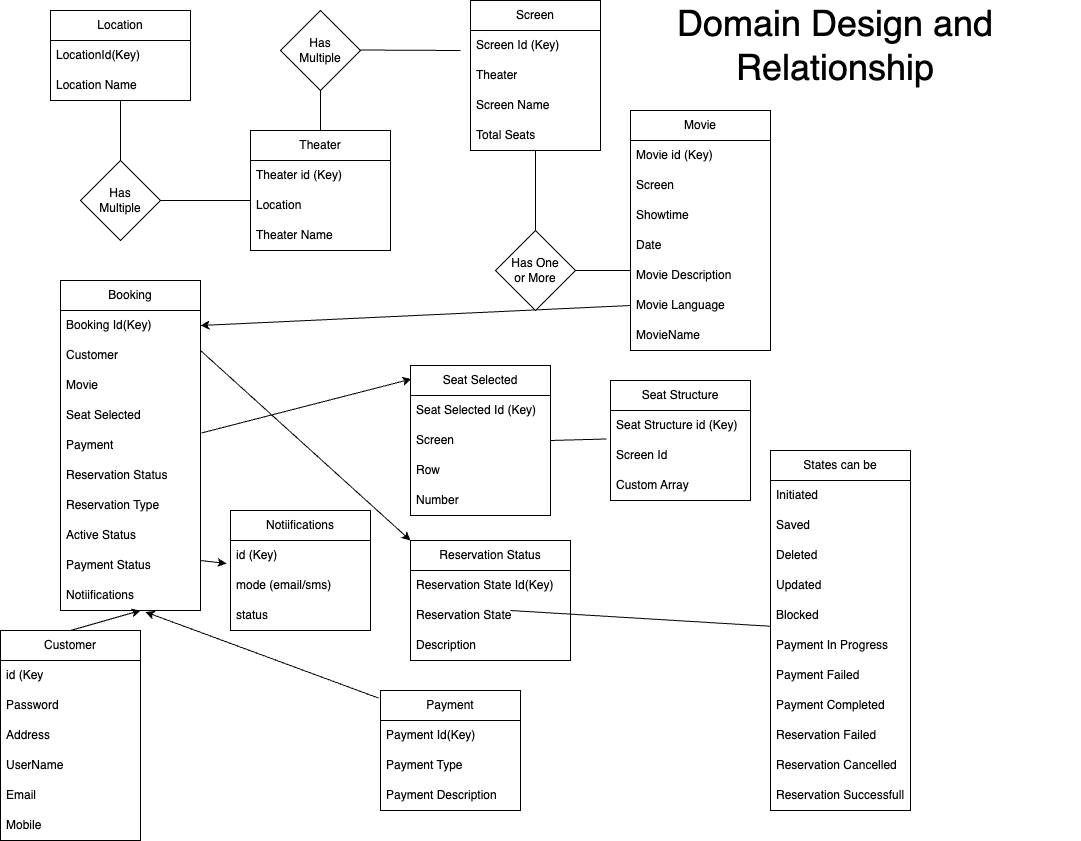 Domain Design and
Relationship
Location
LocationId(Key)
Location Name
Has
Multiple
Screen
Screen Id (Key)
Theater
Screen Name
Total Seats
Theater
Theater id (Key)
Location
Theater Name
Has
Multiple
Movie
Movie id (Key)
Screen
Showtime
Date
Movie Description
Movie Language
MovieName
Has One
or More
Booking
Booking Id(Key)
Customer
Movie
Seat Selected
Payment
Reservation Status
Reservation Type
Active Status
Payment Status
Notiifications
Seat Selected
Seat Selected Id (Key)
Screen
Row
Number
Seat Structure
Seat Structure id (Key)
Screen Id
Custom Array
States can be
Initiated
Saved
Deleted
Updated
Blocked
Payment In Progress
Payment Failed
Payment Completed
Reservation Failed
Reservation Cancelled
Reservation Successfull
Notiifications
id (Key)
mode (email/sms)
status
Reservation Status
Reservation State Id(Key)
Reservation State
Description
Customer
id (Key
Password
Address
UserName
Email
Mobile
Payment
Payment Id(Key)
Payment Type
Payment Description